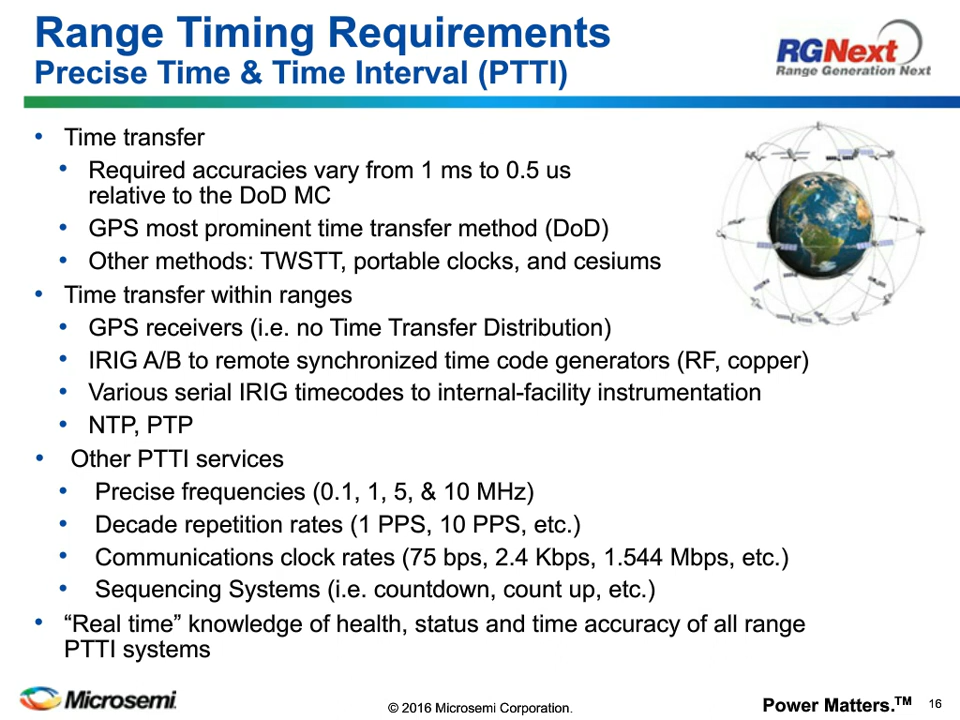 Range Timing Requirements
Precise Time & Time Interval (PTTI)
RGNext
Range Generation Next
• Time transfer
• Required accuracies vary from 1 ms to 0.5 us
relative to the DoD MC
• GPS most prominent time transfer method (DoD)
• Other methods: TWSTT, portable clocks, and cesiums
• Time transfer within ranges
• GPS receivers (i.e. no Time Transfer Distribution)
• IRIG A/B to remote synchronized time code generators (RF, copper)
• Various serial IRIG timecodes to internal-facility instrumentation
• NTP, PTP
• Other PTTI services
• Precise frequencies (0.1, 1, 5, & 10 MHz)
• Decade repetition rates (1 PPS, 10 PPS, etc.)
• Communications clock rates (75 bps, 2.4 Kbps, 1.544 Mbps, etc.)
• Sequencing Systems (i.e. countdown, count up, etc.)
• “Real time” knowledge of health, status and time accuracy of all range
PTTI systems
Microsemi.
© 2016 Microsemi Corporation.
Power Matters.™
16